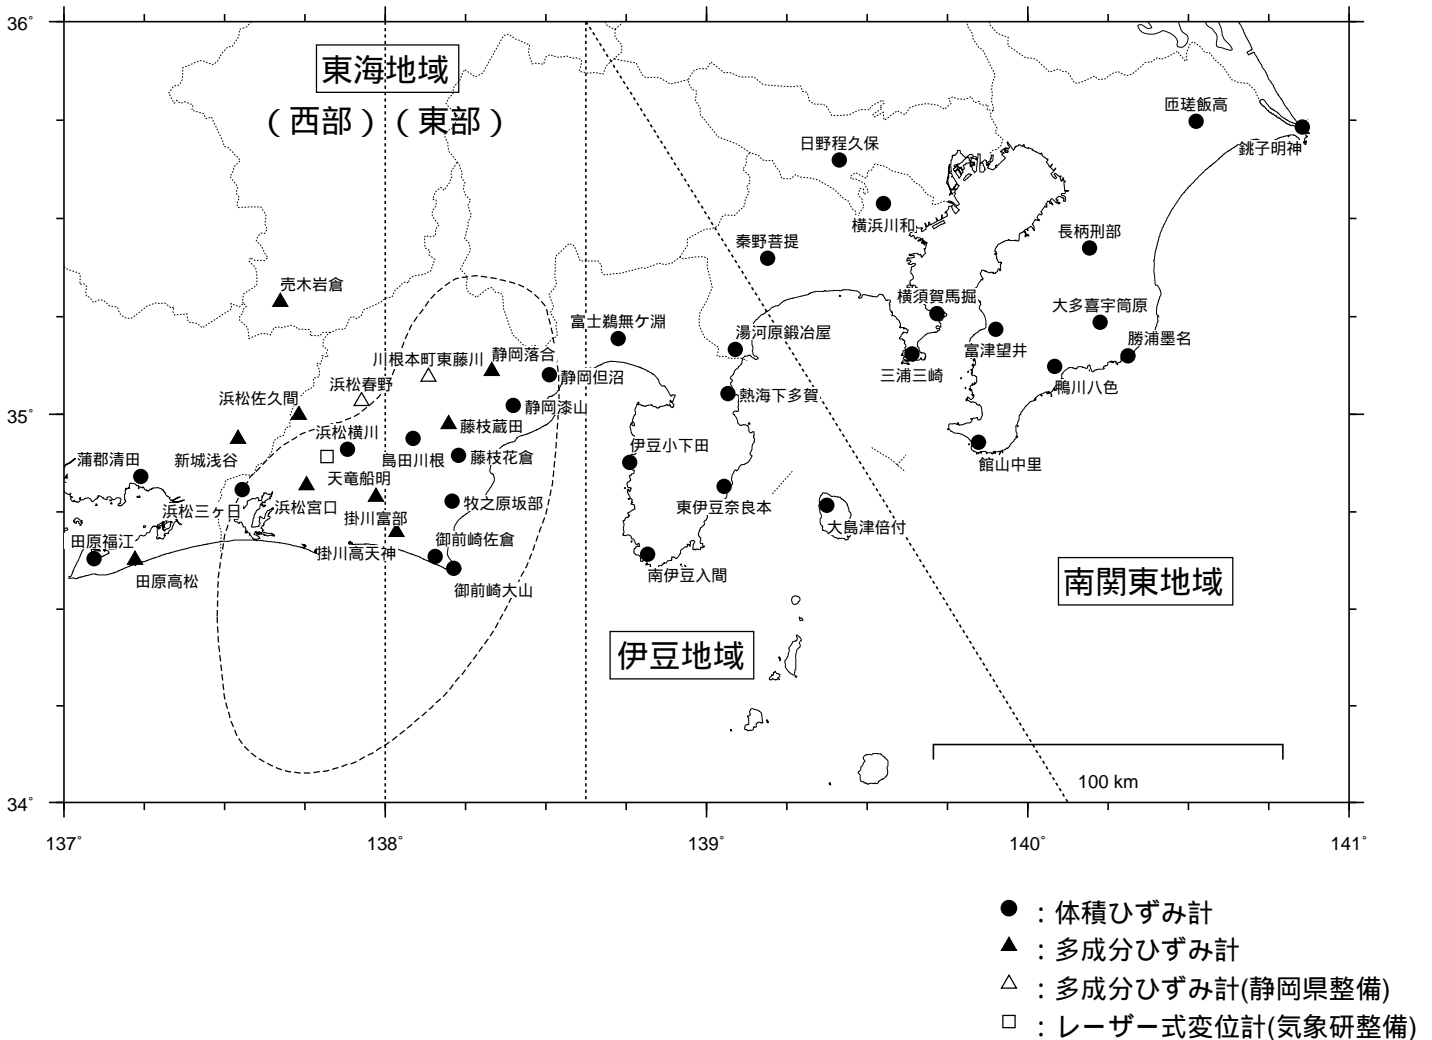 36°
東海地域
（西部）（東部）
匝瑳飯高
銚子明神
日野程久保
横浜川和
長柄刑部
秦野菩提
売木岩倉
横須賀馬掘
大多喜宇筒原
富士鵜無ケ淵
湯河原鍛冶屋
勝浦墨名
富津望井
川根本町東藤川
静岡落合
三浦三崎
浜松春野
静岡但沼
鴨川八色
35°
浜松佐久間
熱海下多賀
静岡漆山
浜松横川
藤枝蔵田
伊豆小下田
蒲郡清田
新城浅谷
島田川根
藤枝花倉
館山中里
天竜船明
浜松三ヶ日
浜松宮口
牧之原坂部
東伊豆奈良本
掛川富部
大島津倍付
田原福江
御前崎佐倉
掛川高天神
田原高松
南伊豆入間
御前崎大山
南関東地域
伊豆地域
100 km
34°
137°
138°
139°
140°
141°
：体積ひずみ計
：多成分ひずみ計
：多成分ひずみ計(静岡県整備)
：レーザー式変位計(気象研整備)